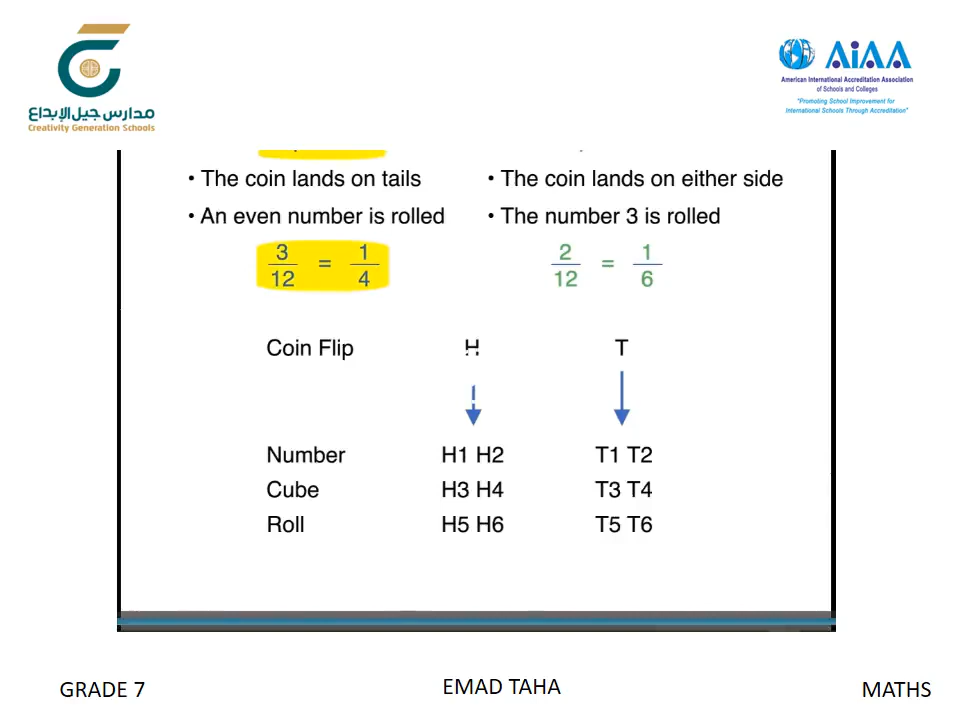 مدارس جيل الإبداع
Creativity Generation Schools
AiAA
American International Accreditation Association
of Schools and Colleges
"Promoting School Improvement for
International Schools Through Accreditation"
• The coin lands on tails
• An even number is rolled
3/12 = 1/4
• The coin lands on either side
• The number 3 is rolled
2/12 = 1/6
Coin Flip H T
Number H1 H2 T1 T2
Cube H3 H4 T3 T4
Roll H5 H6 T5 T6
GRADE 7
EMAD TAHA
MATHS